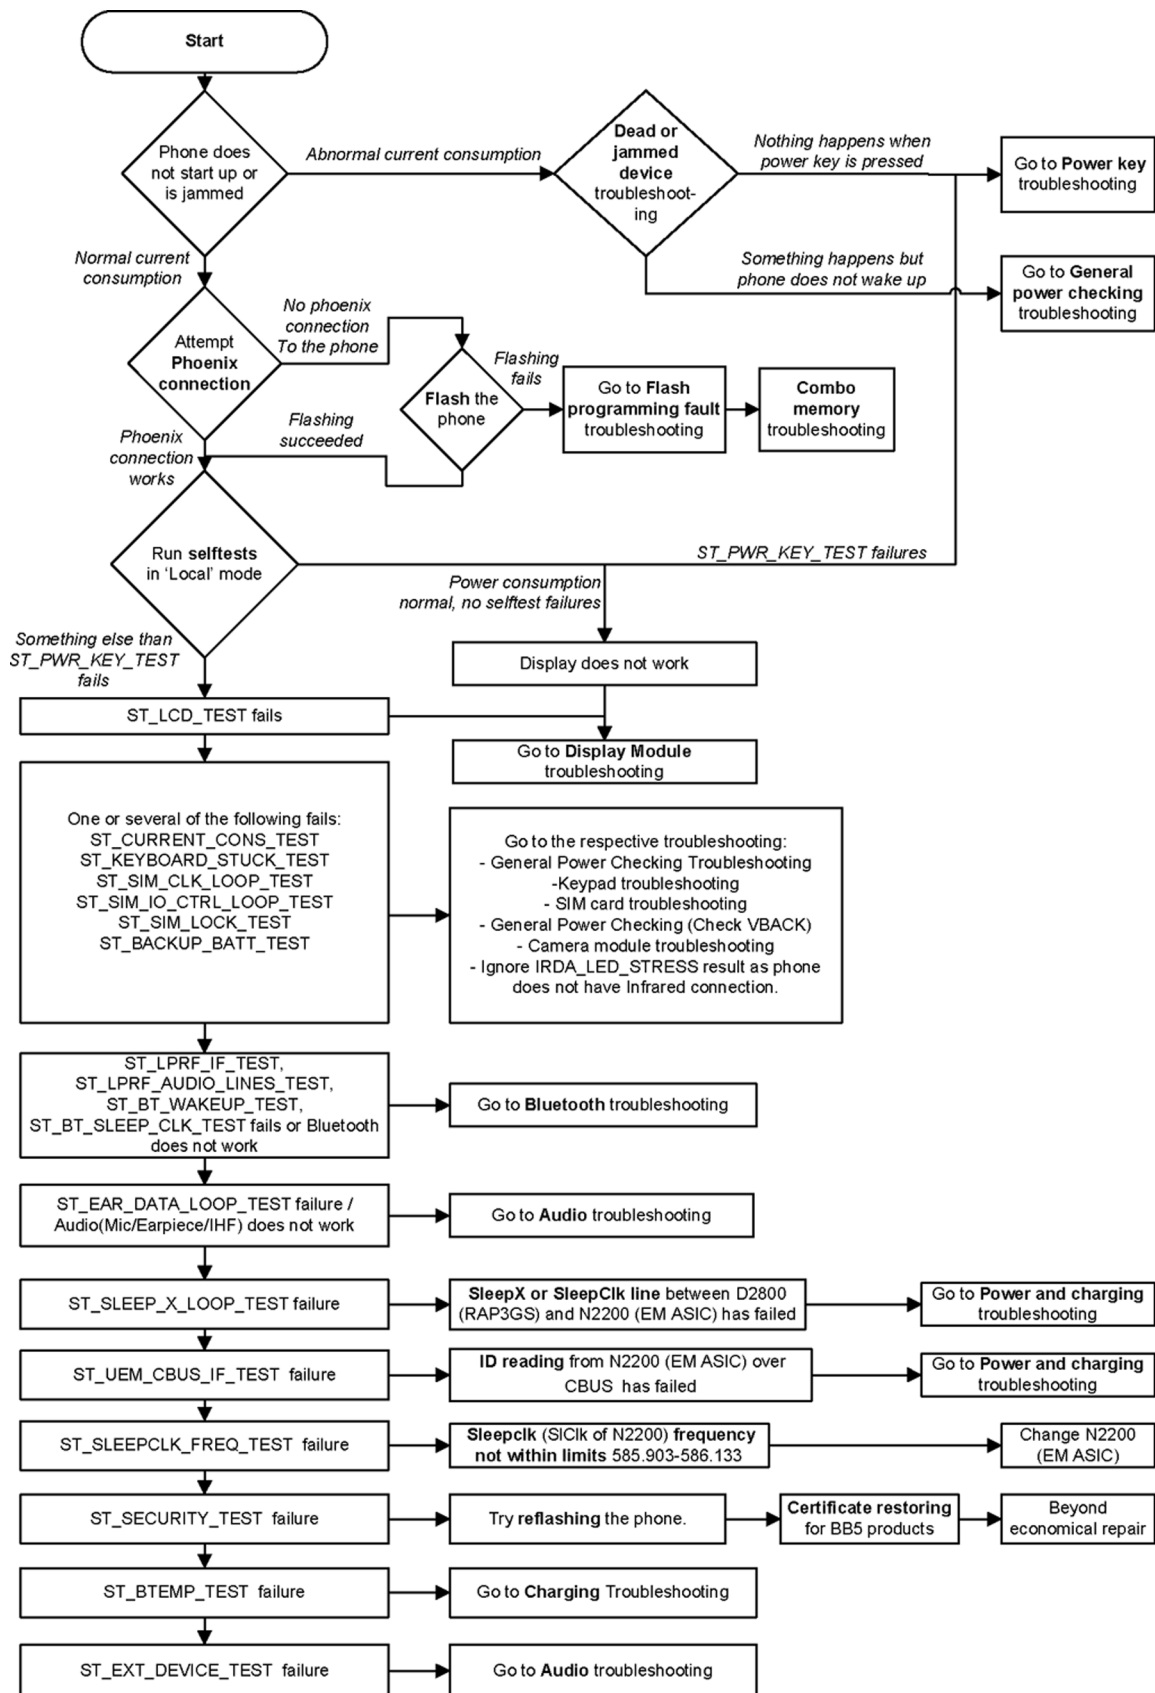 Start
Phone does
not start up or
is jammed
Abnormal current consumption
Dead or
jammed
device
troubleshoot-
ing
Nothing happens when
power key is pressed
Go to Power key
troubleshooting
Something happens but
phone does not wake up
Go to General
power checking
troubleshooting
Normal current
consumption
Attempt
Phoenix
connection
No phoenix
connection
To the phone
Flash the
phone
Flashing
fails
Go to Flash
programming fault
troubleshooting
Combo
memory
troubleshooting
Flashing
succeeded
Phoenix
connection
works
Run selftests
in 'Local' mode
ST_PWR_KEY_TEST failures
Power consumption
normal, no selftest failures
Something else than
ST_PWR_KEY_TEST
fails
Display does not work
ST_LCD_TEST fails
Go to Display Module
troubleshooting
One or several of the following fails:
ST_CURRENT_CONS_TEST
ST_KEYBOARD_STUCK_TEST
ST_SIM_CLK_LOOP_TEST
ST_SIM_IO_CTRL_LOOP_TEST
ST_SIM_LOCK_TEST
ST_BACKUP_BATT_TEST
Go to the respective troubleshooting:
- General Power Checking Troubleshooting
-Keypad troubleshooting
- SIM card troubleshooting
- General Power Checking (Check VBACK)
- Camera module troubleshooting
- Ignore IRDA_LED_STRESS result as phone
does not have Infrared connection.
ST_LPRF_IF_TEST,
ST_LPRF_AUDIO_LINES_TEST,
ST_BT_WAKEUP_TEST,
ST_BT_SLEEP_CLK_TEST fails or Bluetooth
does not work
Go to Bluetooth troubleshooting
ST_EAR_DATA_LOOP_TEST failure /
Audio(Mic/Earpiece/IHF) does not work
Go to Audio troubleshooting
ST_SLEEP_X_LOOP_TEST failure
SleepX or SleepClk line between D2800
(RAP3GS) and N2200 (EM ASIC) has failed
Go to Power and charging
troubleshooting
ST_UEM_CBUS_IF_TEST failure
ID reading from N2200 (EM ASIC) over
CBUS has failed
Go to Power and charging
troubleshooting
ST_SLEEPCLK_FREQ_TEST failure
Sleepclk (SlClk of N2200) frequency
not within limits 585.903-586.133
Change N2200
(EM ASIC)
ST_SECURITY_TEST failure
Try reflashing the phone.
Certificate restoring
for BB5 products
Beyond
economical repair
ST_BTEMP_TEST failure
Go to Charging Troubleshooting
ST_EXT_DEVICE_TEST failure
Go to Audio troubleshooting